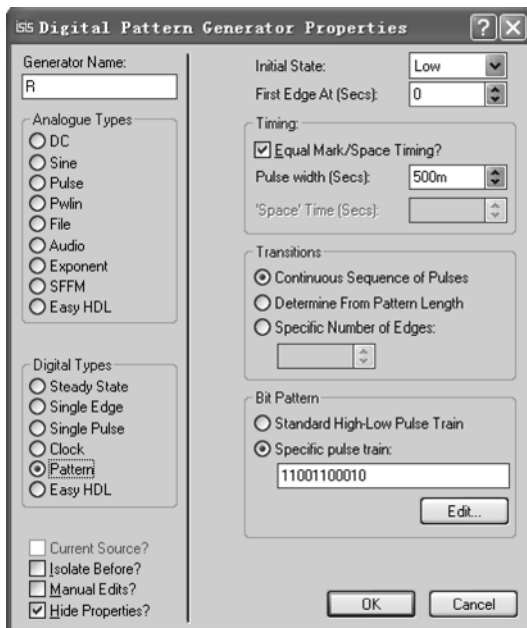 isis Digital Pattern Generator Properties
Generator Name:
R
Analogue Types
DC
Sine
Pulse
Pwlin
File
Audio
Exponent
SFFM
Easy HDL
Digital Types
Steady State
Single Edge
Single Pulse
Clock
Pattern
Easy HDL
Current Source?
Isolate Before?
Manual Edits?
Hide Properties?
Initial State: Low
First Edge At (Secs): 0
Timing:
Equal Mark/Space Timing?
Pulse width (Secs): 500m
'Space' Time (Secs):
Transitions
Continuous Sequence of Pulses
Determine From Pattern Length
Specific Number of Edges:
Bit Pattern
Standard High-Low Pulse Train
Specific pulse train:
11001100010
Edit...
OK Cancel